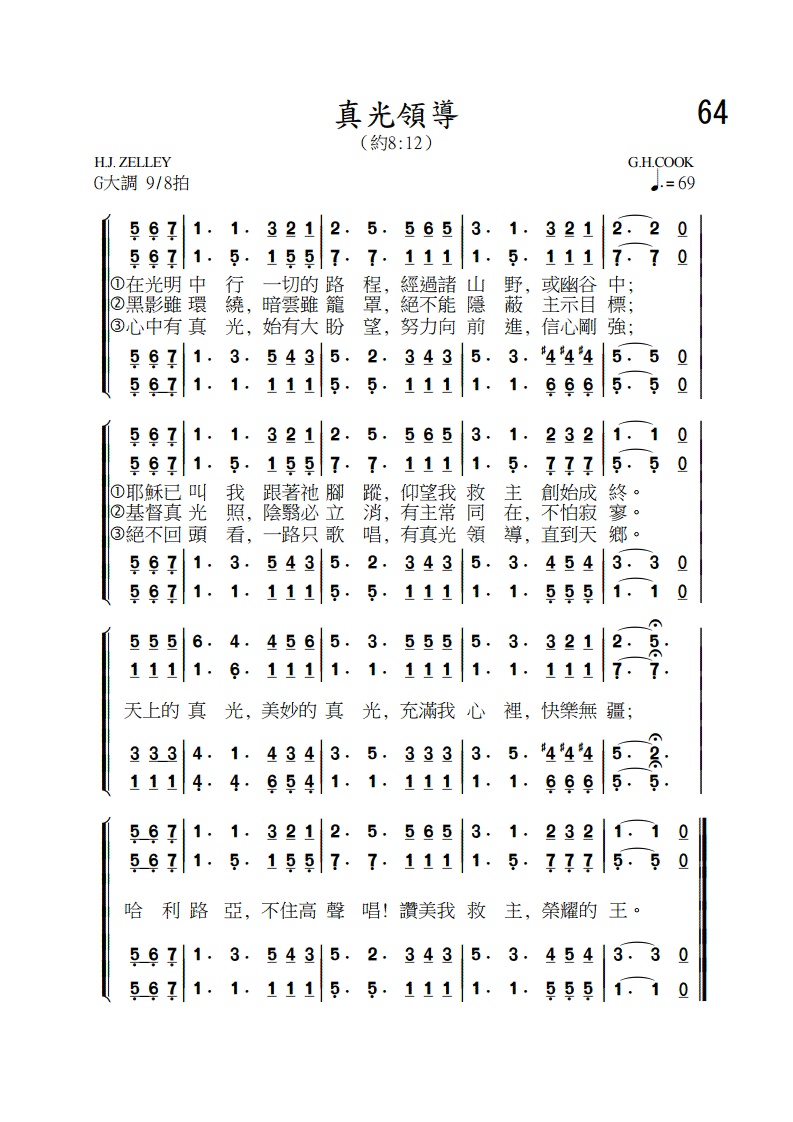 真光領導
64
（約8:12）
H.J. ZELLEY
G.H.COOK
G大調 9/8拍
♩. = 69
5 6 7 | 1 . 1 . 3 2 1 | 2 . 5 . 5 6 5 | 3 . 1 . 3 2 1 | 2 . 2 0
5 6 7 | 1 . 5 . 1 5 5 | 7 . 7 . 1 1 1 | 5 . 1 . 1 1 1 | 7 . 7 0
①在光明中 行 一切的 路 程，經過諸 山 野，或幽谷 中；
②黑影雖 環 繞，暗雲雖 籠 罩，絕不能 隱 蔽 主示目 標；
③心中有 真 光，始有大 盼 望，努力向 前 進，信心剛 強；
5 6 7 | 1 . 3 . 5 4 3 | 5 . 2 . 3 4 3 | 5 . 3 . #4 #4 #4 | 5 . 5 0
5 6 7 | 1 . 1 . 1 1 1 | 5 . 5 . 1 1 1 | 1 . 1 . 6 6 6 | 5 . 5 0
5 6 7 | 1 . 1 . 3 2 1 | 2 . 5 . 5 6 5 | 3 . 1 . 2 3 2 | 1 . 1 0
5 6 7 | 1 . 5 . 1 5 5 | 7 . 7 . 1 1 1 | 5 . 5 . 7 7 7 | 5 . 5 0
①耶穌已 叫 我 跟著祂 腳 蹤，仰望我 救 主 創始成 終。
②基督真 光 照，陰翳必 立 消，有主常 同 在，不怕寂 寥。
③絕不回 頭 看，一路只 歌 唱，有真光 領 導，直到天 鄉。
5 6 7 | 1 . 3 . 5 4 3 | 5 . 2 . 3 4 3 | 5 . 3 . 4 5 4 | 3 . 3 0
5 6 7 | 1 . 1 . 1 1 1 | 5 . 5 . 1 1 1 | 1 . 1 . 5 5 5 | 1 . 1 0
5 5 5 | 6 . 4 . 4 5 6 | 5 . 3 . 5 5 5 | 5 . 3 . 3 2 1 | 2 . 5 .
1 1 1 | 1 . 6 . 1 1 1 | 1 . 1 . 1 1 1 | 1 . 1 . 1 1 1 | 7 . 7 .
天上的 真 光，美妙的 真 光，充滿我 心 裡，快樂無 疆；
3 3 3 | 4 . 1 . 4 3 4 | 3 . 5 . 3 3 3 | 3 . 5 . #4 #4 #4 | 5 . 2 .
1 1 1 | 4 . 4 . 6 5 4 | 1 . 1 . 1 1 1 | 1 . 1 . 6 6 6 | 5 . 5 .
5 6 7 | 1 . 1 . 3 2 1 | 2 . 5 . 5 6 5 | 3 . 1 . 2 3 2 | 1 . 1 0
5 6 7 | 1 . 5 . 1 5 5 | 7 . 7 . 1 1 1 | 5 . 5 . 7 7 7 | 5 . 5 0
哈 利 路 亞，不住高 聲 唱！讚美我 救 主，榮耀的 王。
5 6 7 | 1 . 3 . 5 4 3 | 5 . 2 . 3 4 3 | 5 . 3 . 4 5 4 | 3 . 3 0
5 6 7 | 1 . 1 . 1 1 1 | 5 . 5 . 1 1 1 | 1 . 1 . 5 5 5 | 1 . 1 0